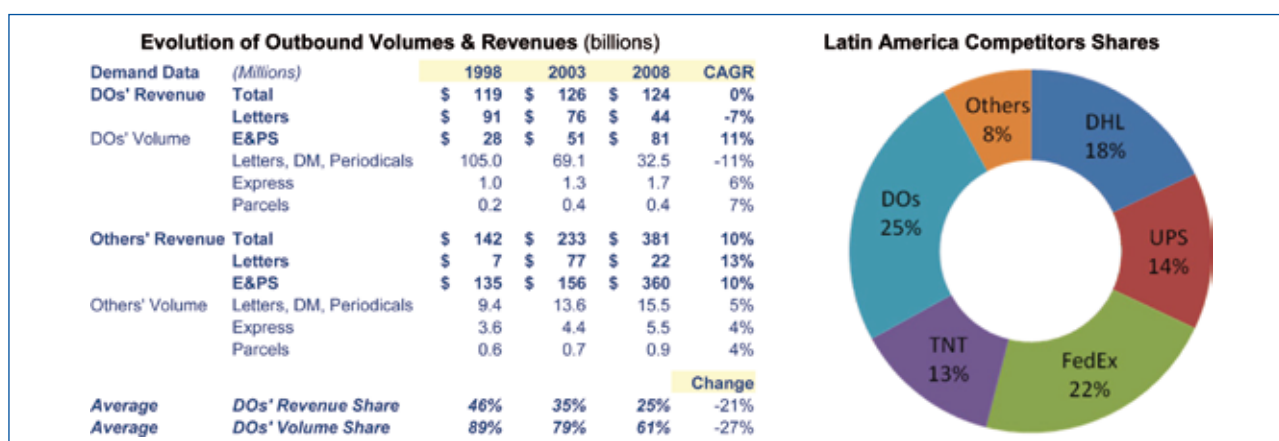 Evolution of Outbound Volumes & Revenues (billions)
Demand Data (Millions) 1998 2003 2008 CAGR
DOs' Revenue Total $ 119 $ 126 $ 124 0%
Letters $ 91 $ 76 $ 44 -7%
DOs' Volume E&PS $ 28 $ 51 $ 81 11%
Letters, DM, Periodicals 105.0 69.1 32.5 -11%
Express 1.0 1.3 1.7 6%
Parcels 0.2 0.4 0.4 7%
Others' Revenue Total $ 142 $ 233 $ 381 10%
Letters $ 7 $ 77 $ 22 13%
E&PS $ 135 $ 156 $ 360 10%
Others' Volume Letters, DM, Periodicals 9.4 13.6 15.5 5%
Express 3.6 4.4 5.5 4%
Parcels 0.6 0.7 0.9 4%
Change
Average DOs' Revenue Share 46% 35% 25% -21%
Average DOs' Volume Share 89% 79% 61% -27%
Latin America Competitors Shares
Others
8%
DHL
18%
DOs
25%
UPS
14%
TNT
13%
FedEx
22%